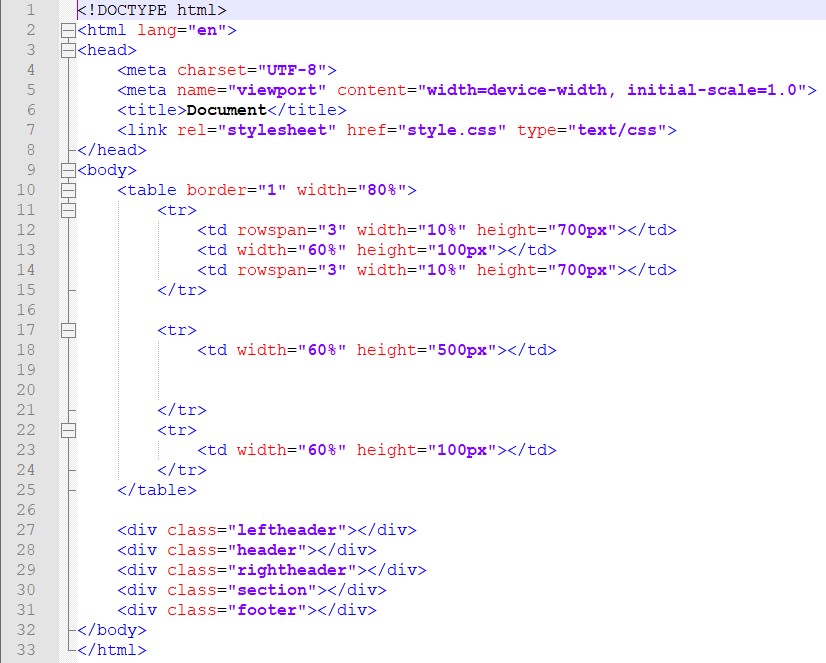 1 <!DOCTYPE html>
2 <html lang="en">
3 <head>
4 <meta charset="UTF-8">
5 <meta name="viewport" content="width=device-width, initial-scale=1.0">
6 <title>Document</title>
7 <link rel="stylesheet" href="style.css" type="text/css">
8 </head>
9 <body>
10 <table border="1" width="80%">
11 <tr>
12 <td rowspan="3" width="10%" height="700px"></td>
13 <td width="60%" height="100px"></td>
14 <td rowspan="3" width="10%" height="700px"></td>
15 </tr>
16
17 <tr>
18 <td width="60%" height="500px"></td>
19
20
21 </tr>
22 <tr>
23 <td width="60%" height="100px"></td>
24 </tr>
25 </table>
26
27 <div class="leftheader"></div>
28 <div class="header"></div>
29 <div class="rightheader"></div>
30 <div class="section"></div>
31 <div class="footer"></div>
32 </body>
33 </html>